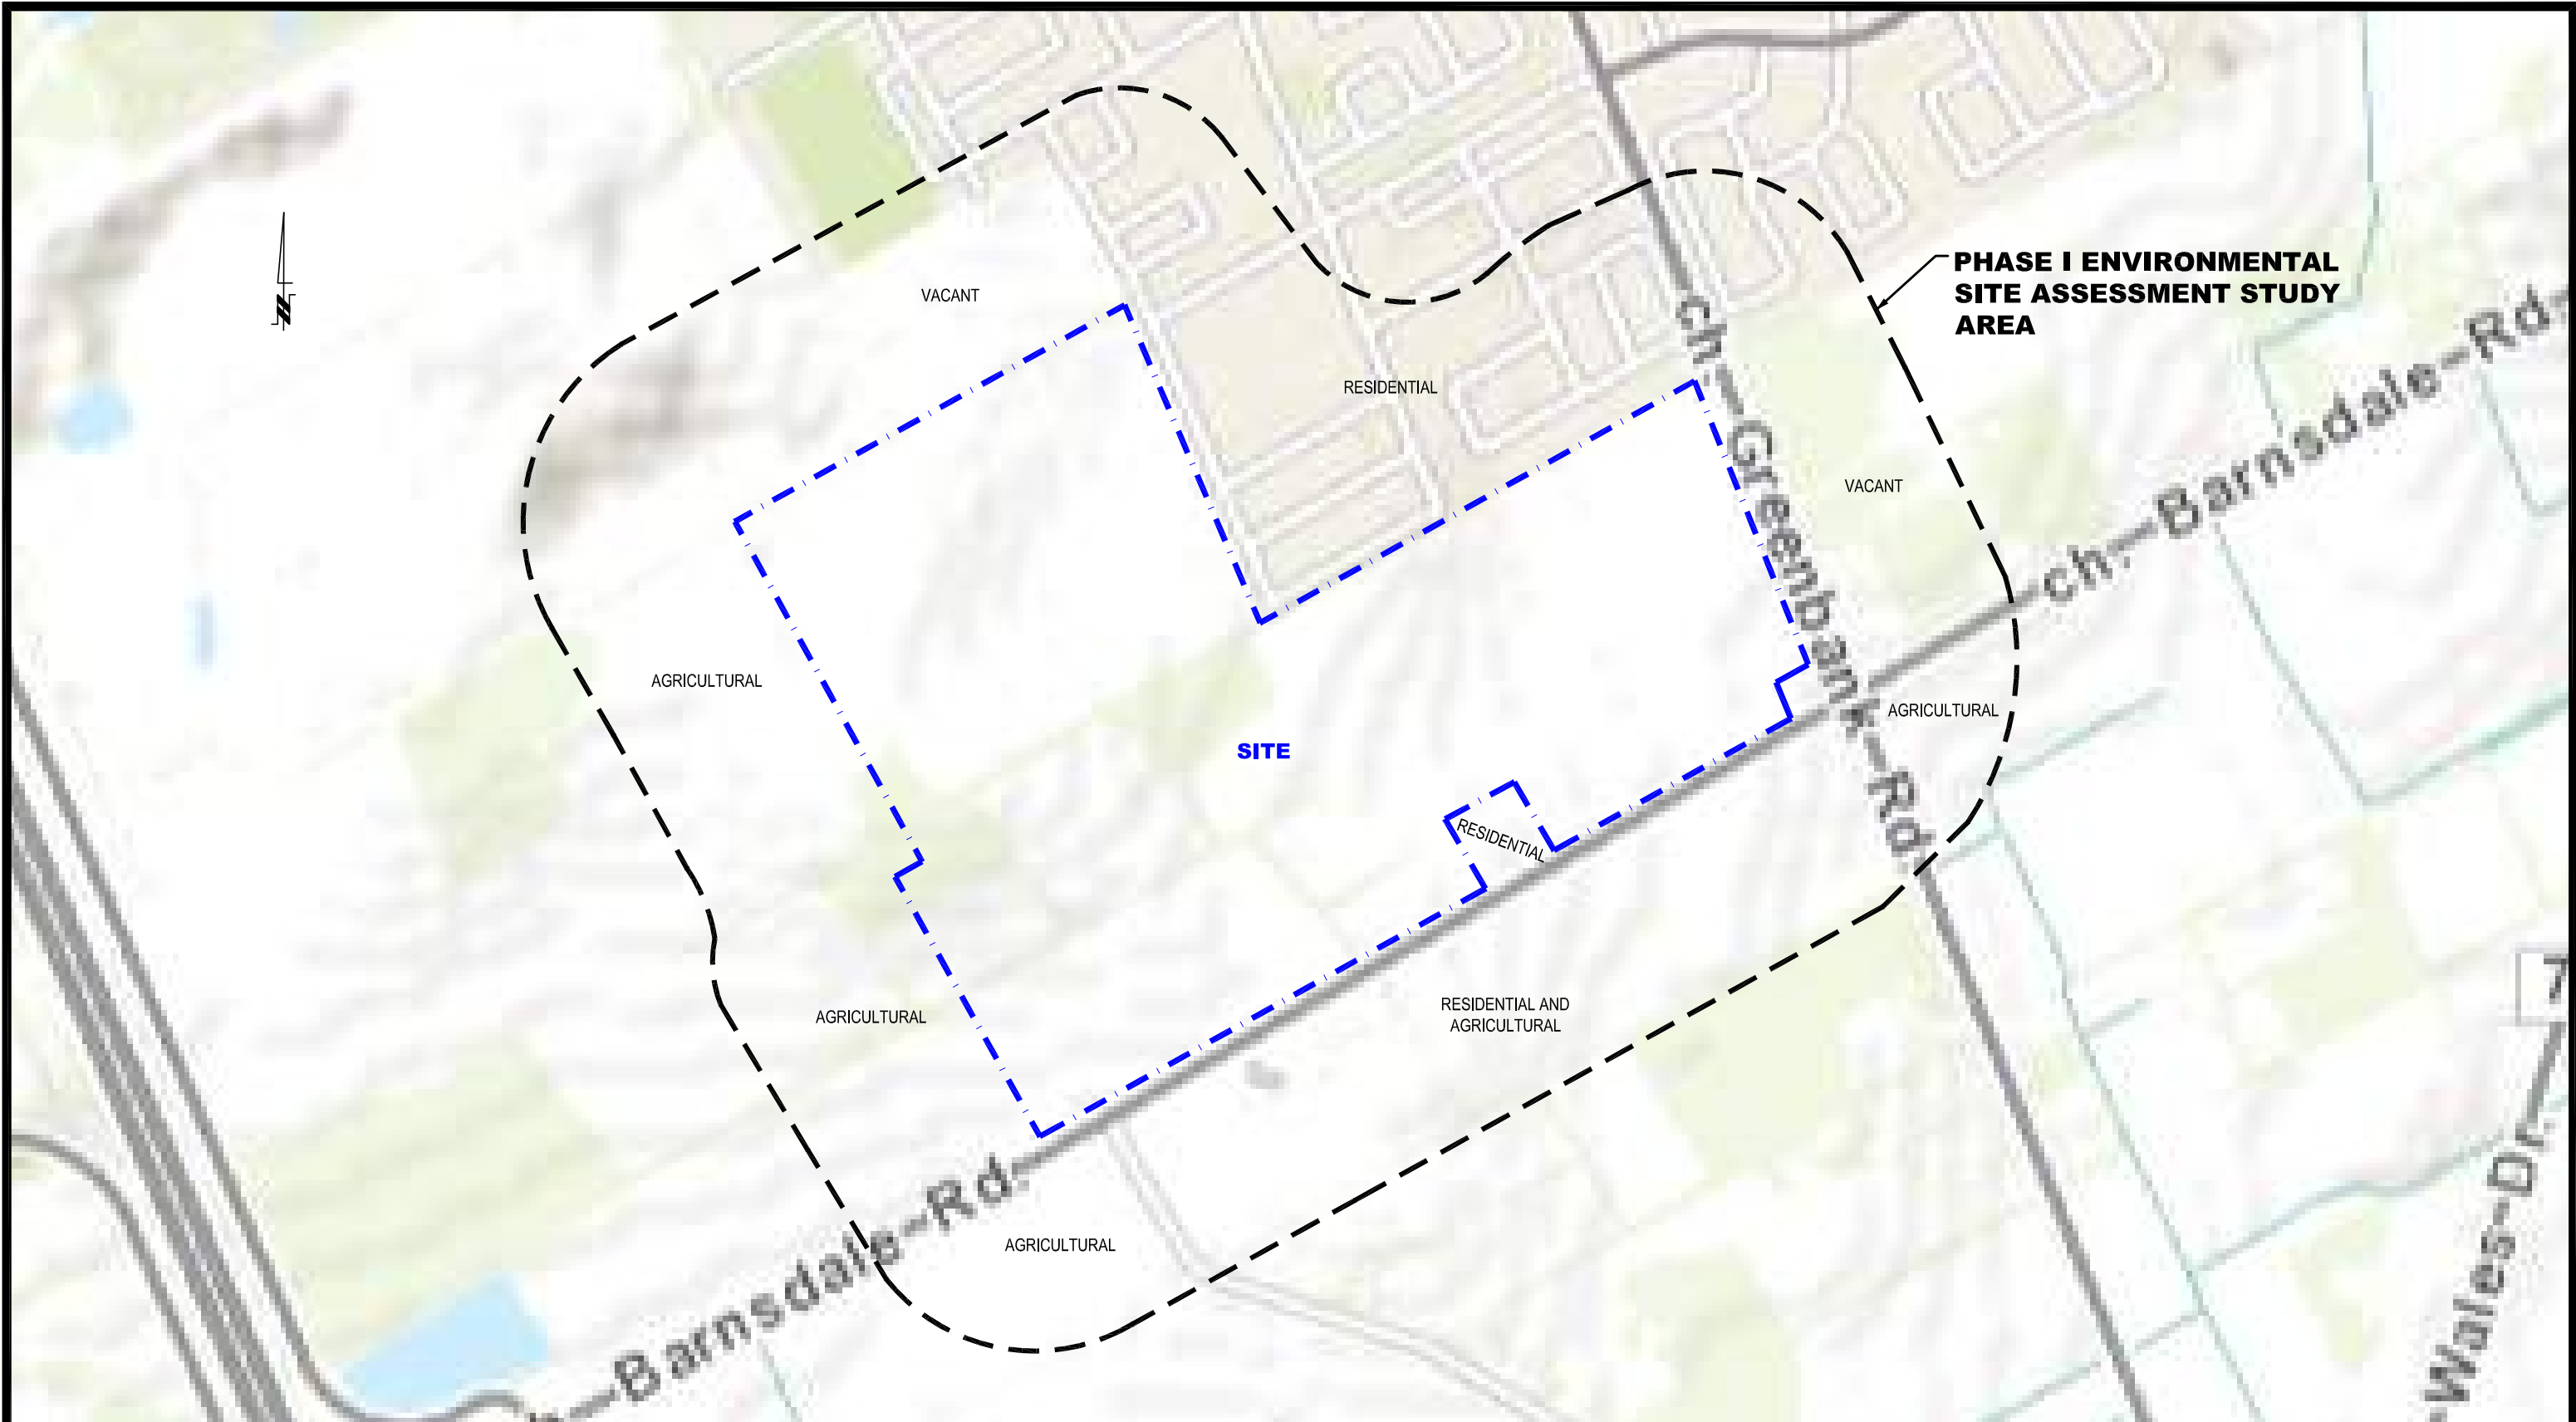 N
PHASE I ENVIRONMENTAL
SITE ASSESSMENT STUDY
AREA
VACANT
RESIDENTIAL
ch. Greenbank Rd
VACANT
ch. Barnsdale Rd.
AGRICULTURAL
SITE
AGRICULTURAL
RESIDENTIAL
RESIDENTIAL AND
AGRICULTURAL
AGRICULTURAL
AGRICULTURAL
Barnsdale Rd.
Wales Dr.